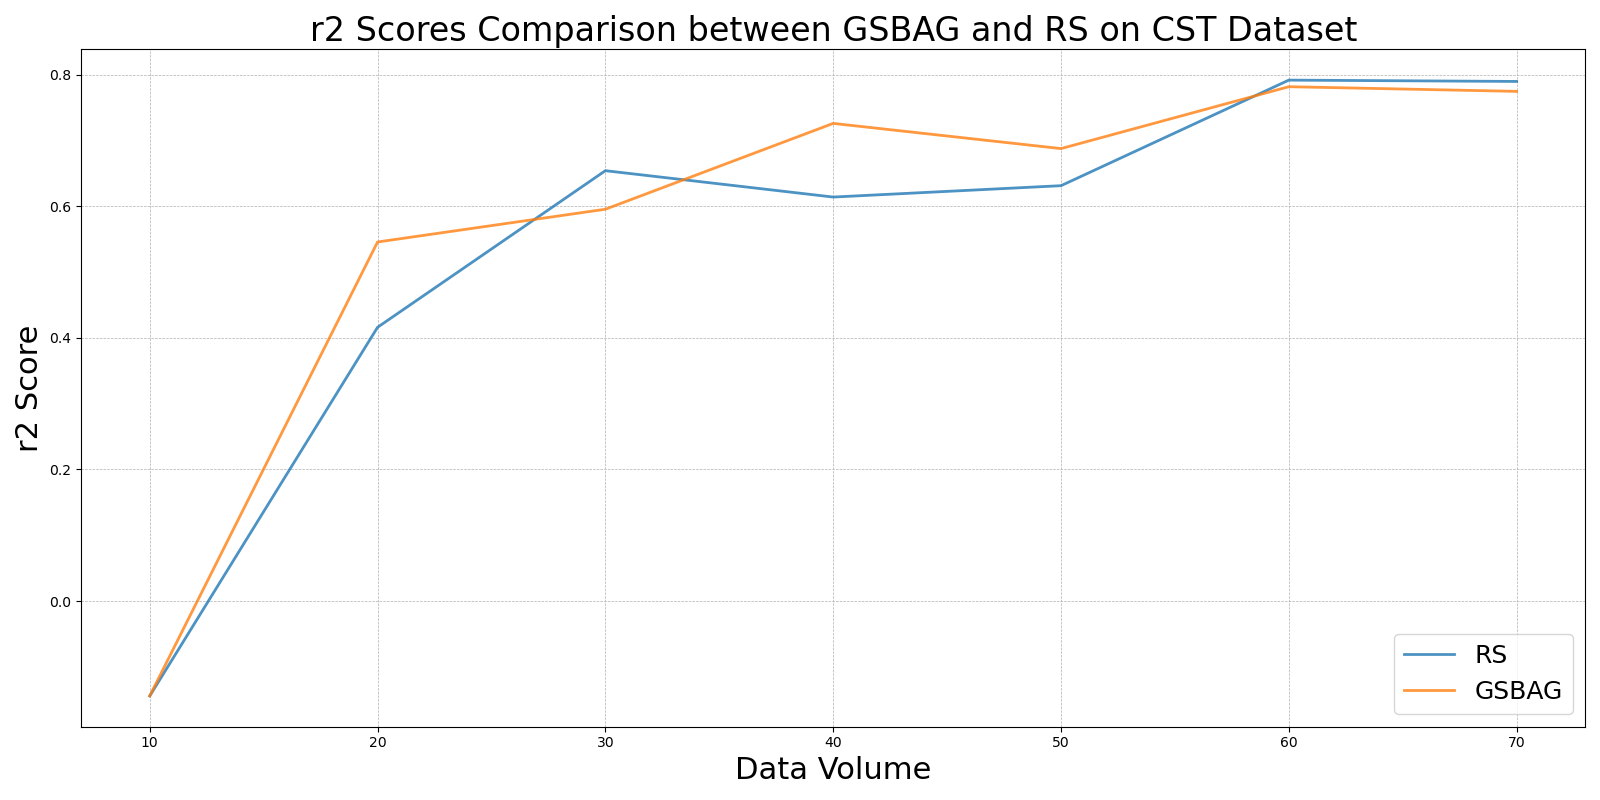 r2 Scores Comparison between GSBAG and RS on CST Dataset
0.8
0.6
0.4
0.2
0.0
r2 Score
10 20 30 40 50 60 70
Data Volume
RS
GSBAG